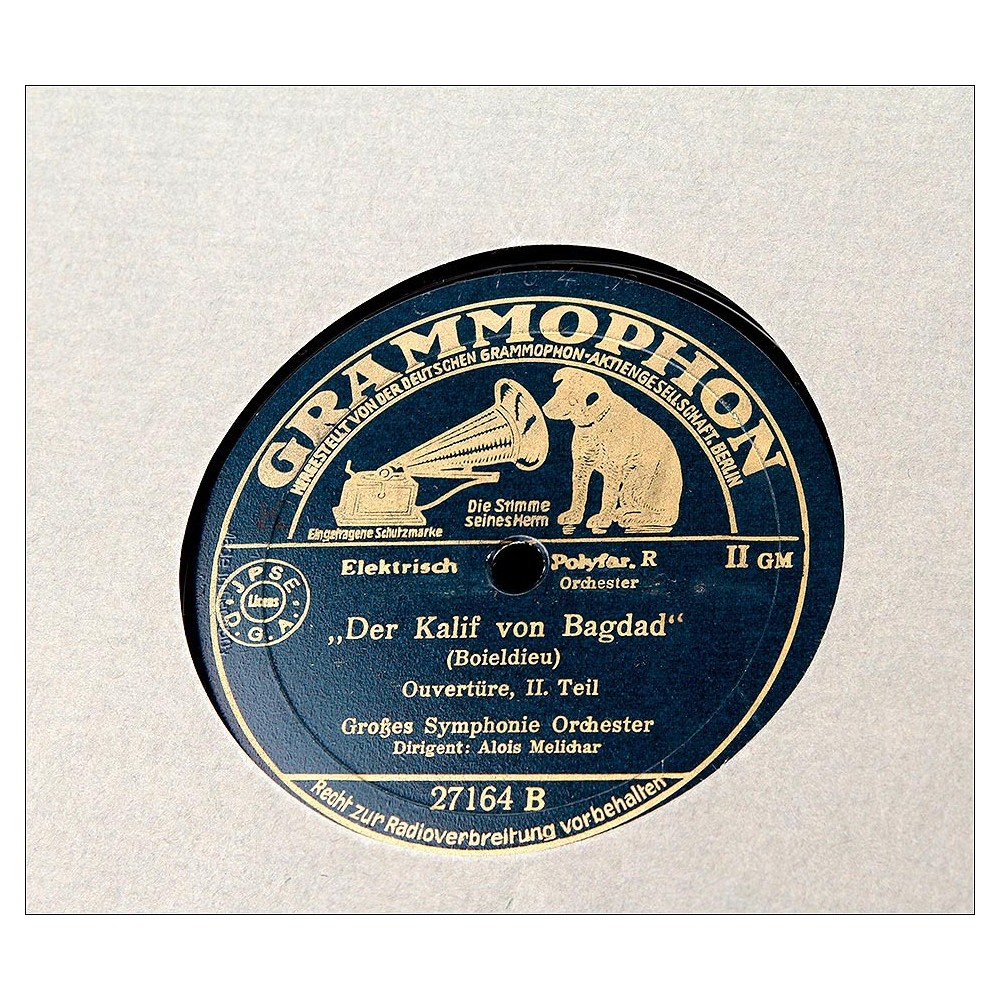 GRAMMOPHON
HERGESTELLT VON DER DEUTSCHEN GRAMMOPHON-AKTIENGESELLSCHAFT. BERLIN
Die Stimme
seines Herrn
Eingetragene Schutzmarke
Elektrisch
Polyfar. R
II GM
Orchester
JPSE
Licens
D.G.A.
„Der Kalif von Bagdad“
(Boieldieu)
Ouvertüre, II. Teil
Großes Symphonie Orchester
Dirigent: Alois Melichar
27164 B
Recht zur Radioverbreitung vorbehalten